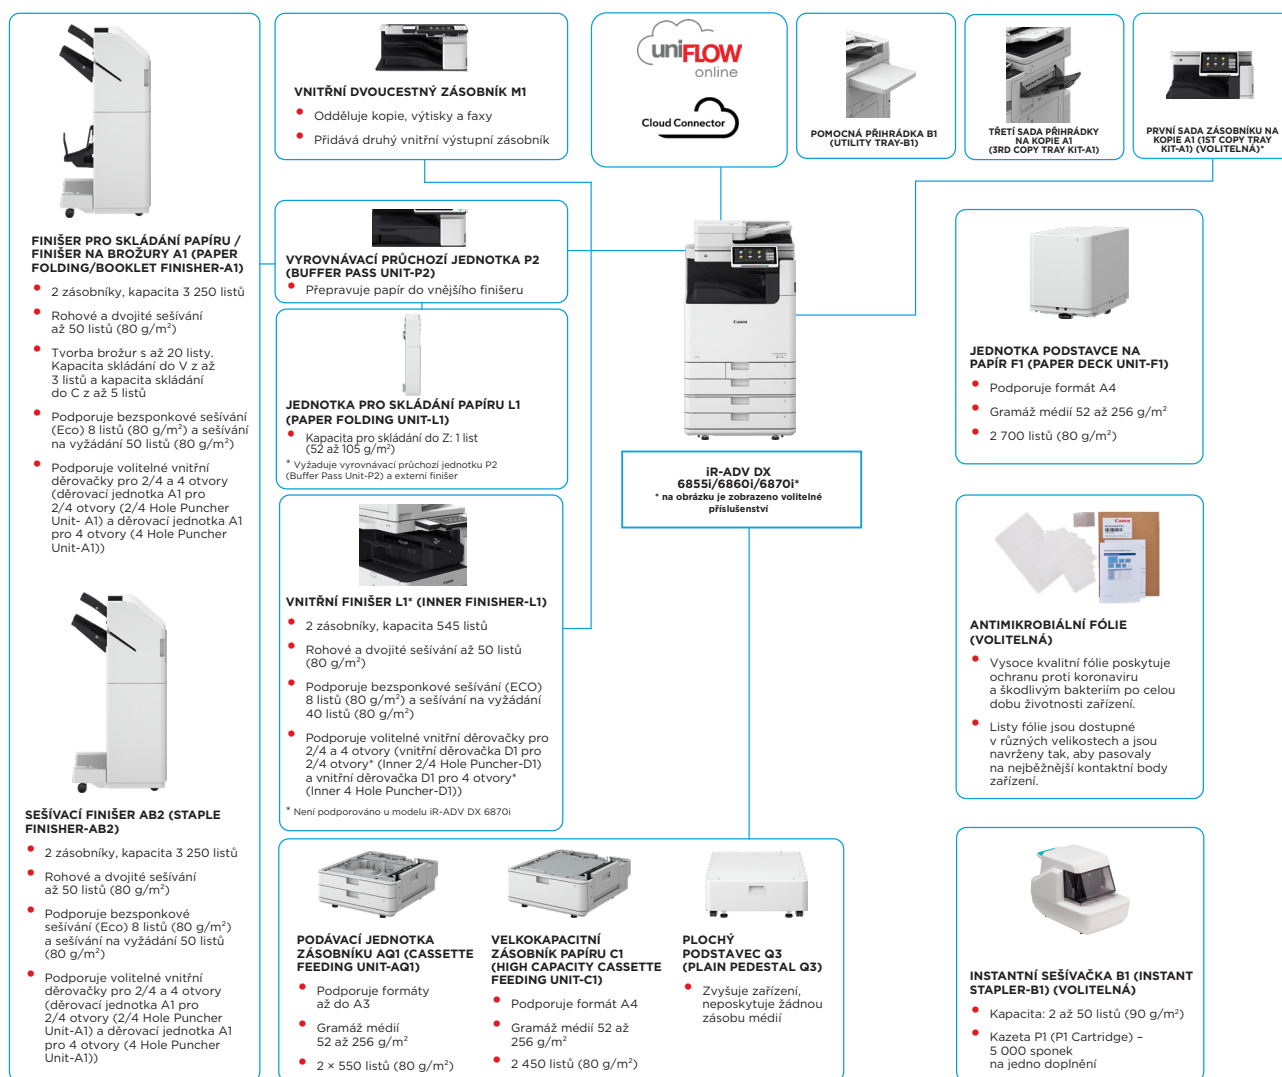 FINIŠER PRO SKLÁDÁNÍ PAPÍRU /
FINIŠER NA BROŽURY A1 (PAPER
FOLDING/BOOKLET FINISHER-A1)
2 zásobníky, kapacita 3 250 listů
Rohové a dvojité sešívání
až 50 listů (80 g/m²)
Tvorba brožur s až 20 listy.
Kapacita skládání do V z až
3 listů a kapacita skládání
do C z až 5 listů
Podporuje bezsponkové sešívání
(Eco) 8 listů (80 g/m²) a sešívání
na vyžádání 50 listů (80 g/m²)
Podporuje volitelné vnitřní
děrovačky pro 2/4 a 4 otvory
(děrovací jednotka A1 pro
2/4 otvory (2/4 Hole Puncher
Unit- A1) a děrovací jednotka A1
pro 4 otvory (4 Hole Puncher
Unit-A1))
SEŠÍVACÍ FINIŠER AB2 (STAPLE
FINISHER-AB2)
2 zásobníky, kapacita 3 250 listů
Rohové a dvojité sešívání
až 50 listů (80 g/m²)
Podporuje bezsponkové
sešívání (Eco) 8 listů (80 g/m²)
a sešívání na vyžádání 50 listů
(80 g/m²)
Podporuje volitelné vnitřní
děrovačky pro 2/4 a 4 otvory
(děrovací jednotka A1 pro
2/4 otvory (2/4 Hole Puncher
Unit-A1) a děrovací jednotka A1
pro 4 otvory (4 Hole Puncher
Unit-A1))
VNITŘNÍ DVOUCESTNÝ ZÁSOBNÍK M1
Odděluje kopie, výtisky a faxy
Přidává druhý vnitřní výstupní zásobník
VYROVNÁVACÍ PRŮCHOZÍ JEDNOTKA P2
(BUFFER PASS UNIT-P2)
Přepravuje papír do vnějšího finišeru
JEDNOTKA PRO SKLÁDÁNÍ PAPÍRU L1
(PAPER FOLDING UNIT-L1)
Kapacita pro skládání do Z: 1 list
(52 až 105 g/m²)
* Vyžaduje vyrovnávací průchozí jednotku P2
(Buffer Pass Unit-P2) a externí finišer
VNITŘNÍ FINIŠER L1* (INNER FINISHER-L1)
2 zásobníky, kapacita 545 listů
Rohové a dvojité sešívání až 50 listů
(80 g/m²)
Podporuje bezsponkové sešívání (ECO)
8 listů (80 g/m²) a sešívání na vyžádání
40 listů (80 g/m²)
Podporuje volitelné vnitřní děrovačky pro
2/4 a 4 otvory (vnitřní děrovačka D1 pro
2/4 otvory* (Inner 2/4 Hole Puncher-D1)
a vnitřní děrovačka D1 pro 4 otvory*
(Inner 4 Hole Puncher-D1))
* Není podporováno u modelu iR-ADV DX 6870i
uniFLOW
online
Cloud Connector
POMOCNÁ PŘIHRÁDKA B1
(UTILITY TRAY-B1)
TŘETÍ SADA PŘIHRÁDKY
NA KOPIE A1
(3RD COPY TRAY KIT-A1)
PRVNÍ SADA ZÁSOBNÍKU NA
KOPIE A1 (1ST COPY TRAY
KIT-A1) (VOLITELNÁ)*
Canon
iR-ADV DX
6855i/6860i/6870i*
* na obrázku je zobrazeno volitelné
příslušenství
JEDNOTKA PODSTAVCE NA
PAPÍR F1 (PAPER DECK UNIT-F1)
Podporuje formát A4
Gramáž médií 52 až 256 g/m²
2 700 listů (80 g/m²)
Canon
ANTIMIKROBIÁLNÍ FÓLIE
(VOLITELNÁ)
Vysoce kvalitní fólie poskytuje
ochranu proti koronaviru
a škodlivým bakteriím po celou
dobu životnosti zařízení.
Listy fólie jsou dostupné
v různých velikostech a jsou
navrženy tak, aby pasovaly
na nejběžnější kontaktní body
zařízení.
PODÁVACÍ JEDNOTKA
ZÁSOBNÍKU AQ1 (CASSETTE
FEEDING UNIT-AQ1)
Podporuje formáty
až do A3
Gramáž médií
52 až 256 g/m²
2 × 550 listů (80 g/m²)
VELKOKAPACITNÍ
ZÁSOBNÍK PAPÍRU C1
(HIGH CAPACITY CASSETTE
FEEDING UNIT-C1)
Podporuje formát A4
Gramáž médií 52 až
256 g/m²
2 450 listů (80 g/m²)
PLOCHÝ
PODSTAVEC Q3
(PLAIN PEDESTAL Q3)
Zvyšuje zařízení,
neposkytuje žádnou
zásobu médií
INSTANTNÍ SEŠÍVAČKA B1 (INSTANT
STAPLER-B1) (VOLITELNÁ)
Kapacita: 2 až 50 listů (90 g/m²)
Kazeta P1 (P1 Cartridge) –
5 000 sponek
na jedno doplnění